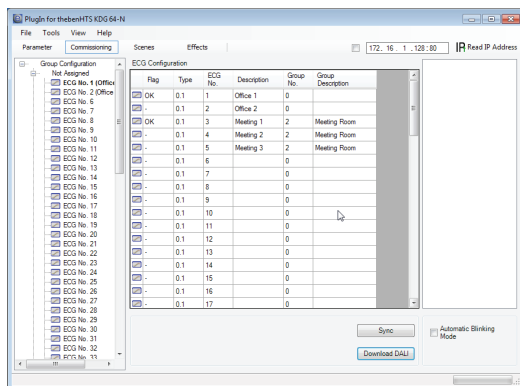 PlugIn for thebenHTS KDG 64-N
File Tools View Help
Parameter Commissioning Scenes Effects 172. 16 . 1 .128 :80 Read IP Address
Group Configuration
Not Assigned
ECG No. 1 (Office
ECG No. 2 (Office
ECG No. 6
ECG No. 7
ECG No. 8
ECG No. 9
ECG No. 10
ECG No. 11
ECG No. 12
ECG No. 13
ECG No. 14
ECG No. 15
ECG No. 16
ECG No. 17
ECG No. 18
ECG No. 19
ECG No. 20
ECG No. 21
ECG No. 22
ECG No. 23
ECG No. 24
ECG No. 25
ECG No. 26
ECG No. 27
ECG No. 28
ECG No. 29
ECG No. 30
ECG No. 31
ECG No. 32
ECG No. 33
ECG Configuration
Flag Type ECG No. Description Group No. Group Description
OK 0.1 1 Office 1 0
- 0.1 2 Office 2 0
OK 0.1 3 Meeting 1 2 Meeting Room
- 0.1 4 Meeting 2 2 Meeting Room
- 0.1 5 Meeting 3 2 Meeting Room
- 0.1 6 0
- 0.1 7 0
- 0.1 8 0
- 0.1 9 0
- 0.1 10 0
- 0.1 11 0
- 0.1 12 0
- 0.1 13 0
- 0.1 14 0
- 0.1 15 0
- 0.1 16 0
- 0.1 17 0
Sync
Download DALI
Automatic Blinking
Mode